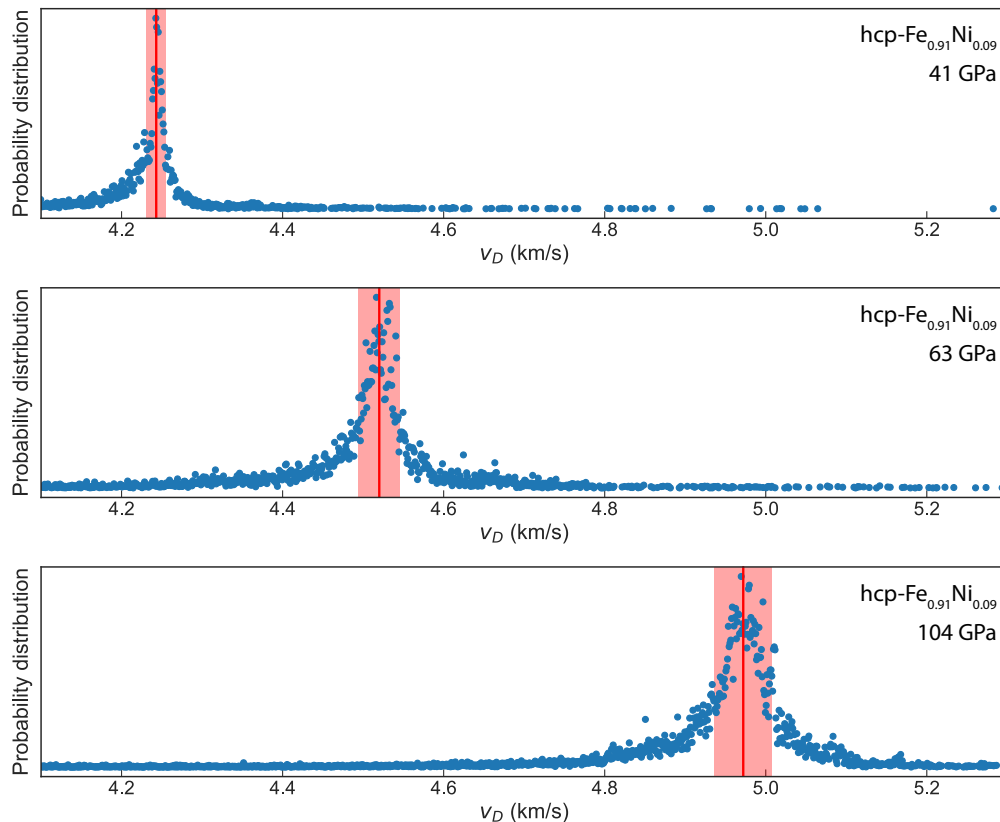 Probability distribution
hcp-Fe₀.₉₁Ni₀.₀₉
41 GPa
4.2 4.4 4.6 4.8 5.0 5.2
v_D (km/s)
Probability distribution
hcp-Fe₀.₉₁Ni₀.₀₉
63 GPa
4.2 4.4 4.6 4.8 5.0 5.2
v_D (km/s)
Probability distribution
hcp-Fe₀.₉₁Ni₀.₀₉
104 GPa
4.2 4.4 4.6 4.8 5.0 5.2
v_D (km/s)